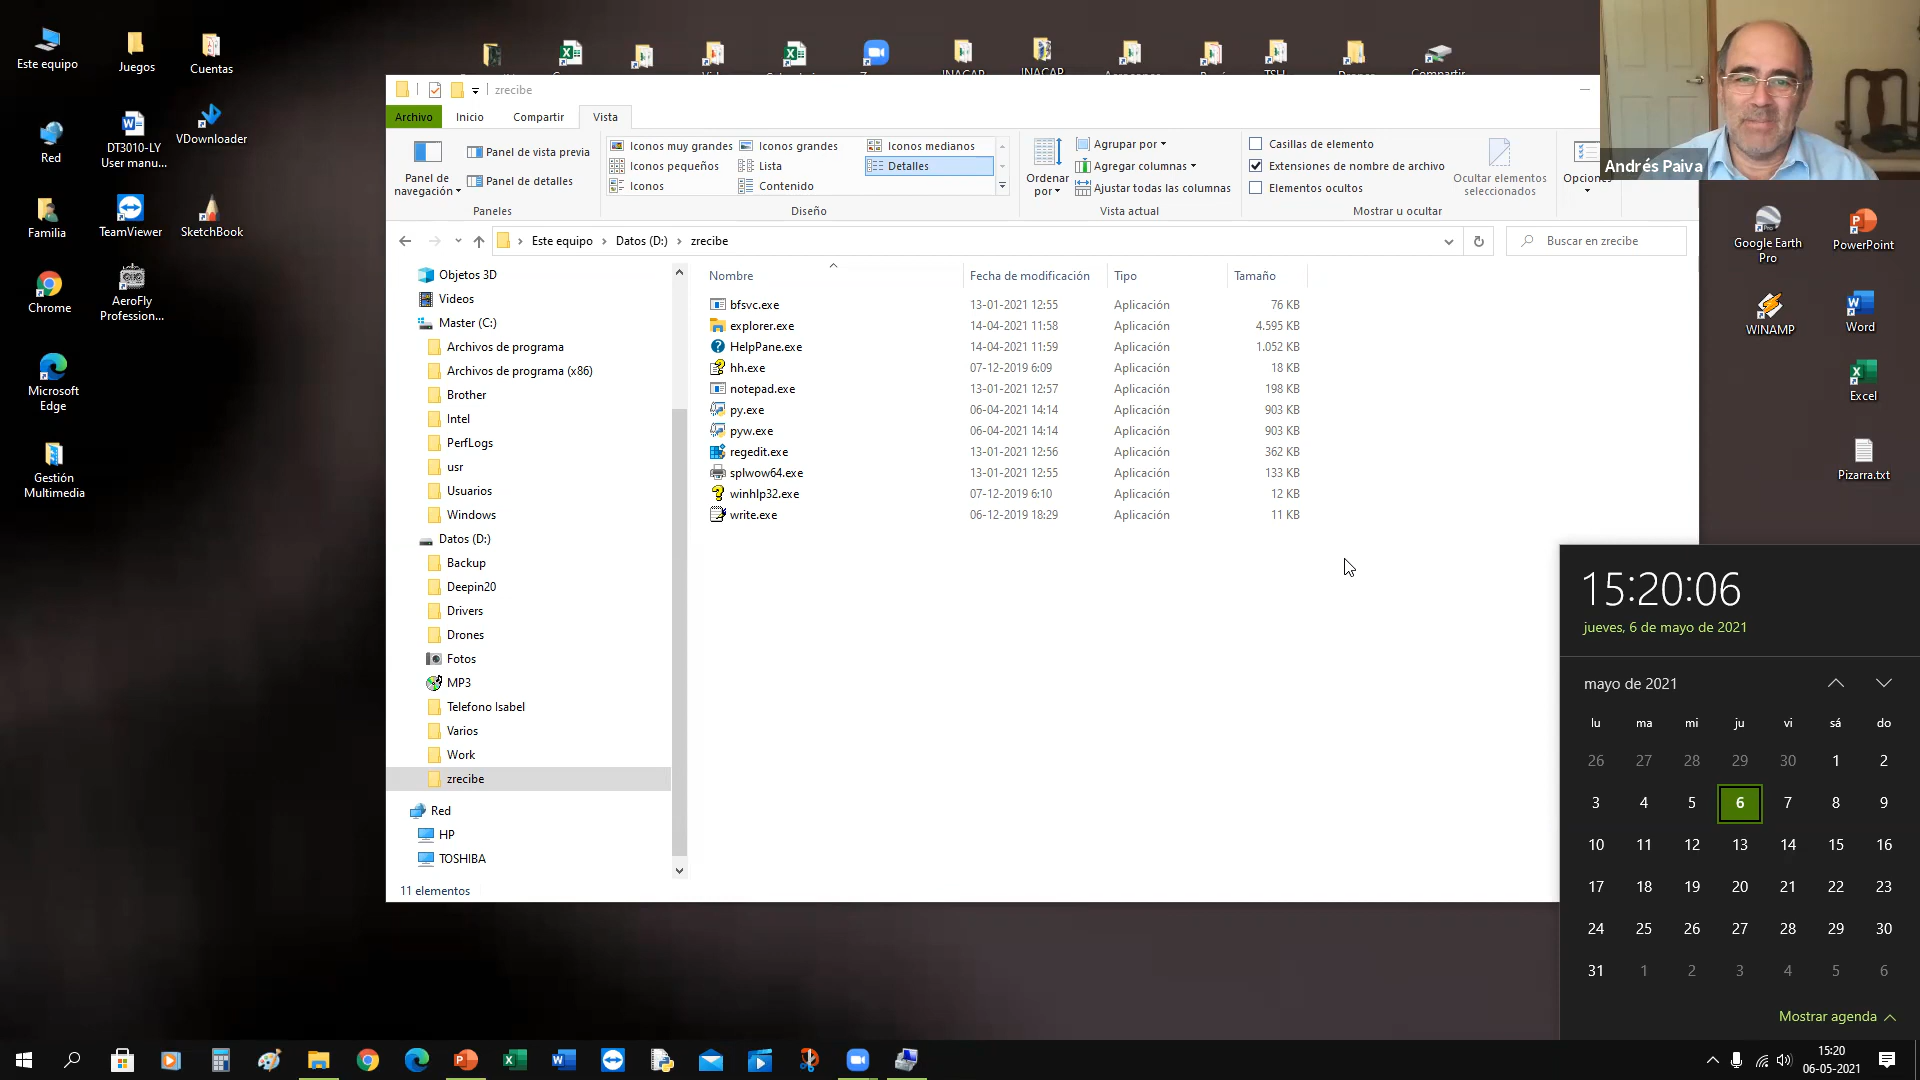 Este equipo
Juegos
Cuentas
Red
DT3010-LY
User manu...
VDownloader
Familia
TeamViewer
SketchBook
Chrome
AeroFly
Profession...
Microsoft
Edge
Gestión
Multimedia
INACAP
INACAP
TSH
Drones
Compartir
zrecibe
Archivo
Inicio
Compartir
Vista
Panel de
navegación
Panel de vista previa
Panel de detalles
Paneles
Iconos muy grandes
Iconos grandes
Iconos medianos
Iconos pequeños
Lista
Detalles
Iconos
Contenido
Diseño
Ordenar
por
Agrupar por
Agregar columnas
Ajustar todas las columnas
Vista actual
Casillas de elemento
Extensiones de nombre de archivo
Elementos ocultos
Ocultar elementos
seleccionados
Mostrar u ocultar
Opciones
Andrés Paiva
Este equipo
Datos (D:)
zrecibe
Buscar en zrecibe
Objetos 3D
Videos
Master (C:)
Archivos de programa
Archivos de programa (x86)
Brother
Intel
PerfLogs
usr
Usuarios
Windows
Datos (D:)
Backup
Deepin20
Drivers
Drones
Fotos
MP3
Telefono Isabel
Varios
Work
zrecibe
Red
HP
TOSHIBA
11 elementos
Nombre Fecha de modificación Tipo Tamaño
bfsvc.exe 13-01-2021 12:55 Aplicación 76 KB
explorer.exe 14-04-2021 11:58 Aplicación 4.595 KB
HelpPane.exe 14-04-2021 11:59 Aplicación 1.052 KB
hh.exe 07-12-2019 6:09 Aplicación 18 KB
notepad.exe 13-01-2021 12:57 Aplicación 198 KB
py.exe 06-04-2021 14:14 Aplicación 903 KB
pyw.exe 06-04-2021 14:14 Aplicación 903 KB
regedit.exe 13-01-2021 12:56 Aplicación 362 KB
splwow64.exe 13-01-2021 12:55 Aplicación 133 KB
winhlp32.exe 07-12-2019 6:10 Aplicación 12 KB
write.exe 06-12-2019 18:29 Aplicación 11 KB
Google Earth
Pro
PowerPoint
WINAMP
Word
Excel
Pizarra.txt
15:20:06
jueves, 6 de mayo de 2021
mayo de 2021
lu ma mi ju vi sá do
26 27 28 29 30 1 2
3 4 5 6 7 8 9
10 11 12 13 14 15 16
17 18 19 20 21 22 23
24 25 26 27 28 29 30
31 1 2 3 4 5 6
Mostrar agenda
15:20
06-05-2021